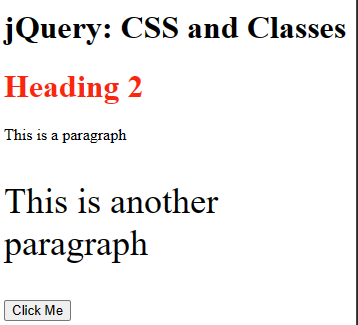 jQuery: CSS and Classes
Heading 2
This is a paragraph
This is another
paragraph
Click Me